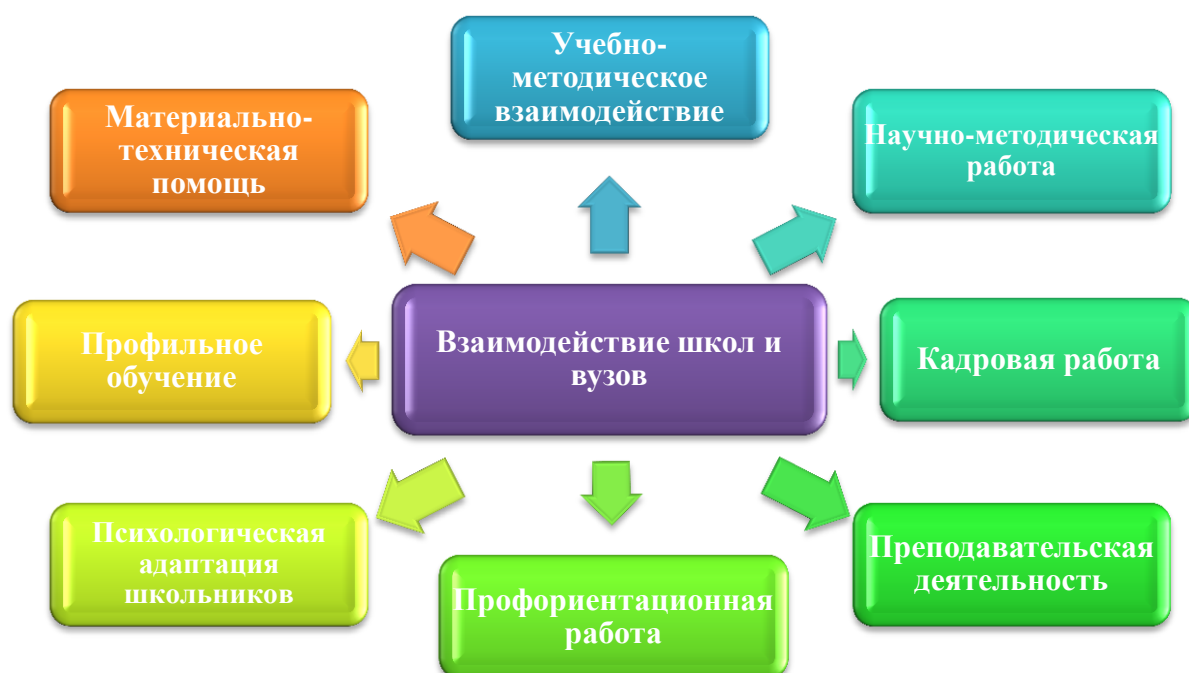 Учебно-
методическое
взаимодействие
Материально-
техническая
помощь
Научно-методическая
работа
Профильное
обучение
Взаимодействие школ и
вузов
Кадровая работа
Психологическая
адаптация
школьников
Профориентационная
работа
Преподавательская
деятельность